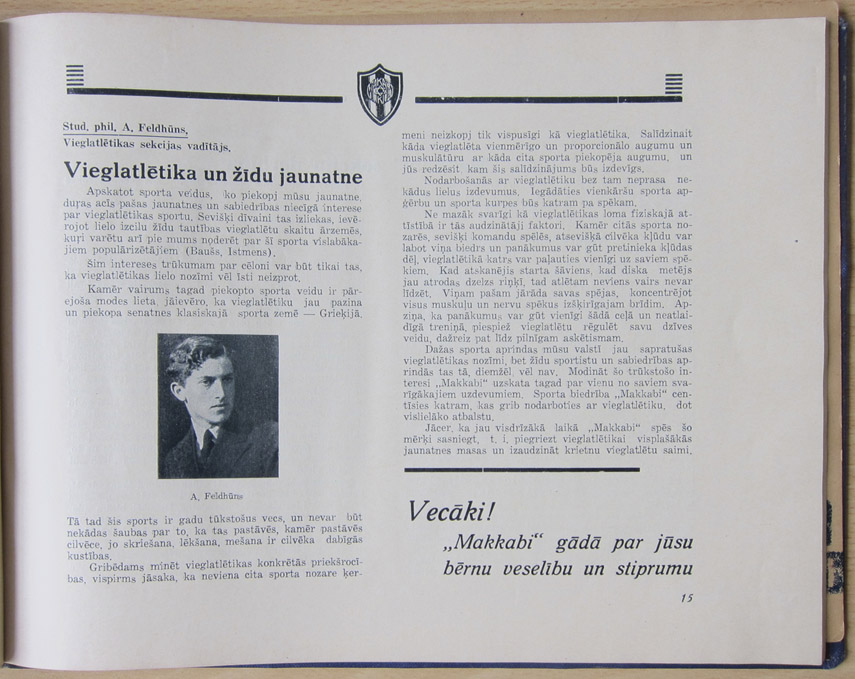 Stud. phil. A. Feldhūns,
Vieglatlētikas sekcijas vadītājs.
Vieglatlētika un žīdu jaunatne
Apskatot sporta veidus, ko piekopj mūsu jaunatne,
duras acīs pašas jaunatnes un sabiedrības niecīgā interese
par vieglatlētikas sportu. Sevišķi dīvaini tas izliekas, ievē-
rojot lielo izcilu žīdu tautības vieglatlētu skaitu ārzemēs,
kuŗi varētu arī pie mums noderēt par šī sporta vislabāka-
jiem populārizētājiem (Baušs, Istmens).
Šim intereses trūkumam par cēloni var būt tikai tas,
ka vieglatlētikas lielo nozīmi vēl īsti neizprot.
Kamēr vairums tagad piekopto sporta veidu ir pār-
ejoša modes lieta, jāievēro, ka vieglatlētiku jau pazina
un piekopa senatnes klasiskajā sporta zemē — Grieķijā.
A. Feldhūns
Tā tad šis sports ir gadu tūkstošus vecs, un nevar būt
nekādas šaubas par to, ka tas pastāvēs, kamēr pastāvēs
cilvēce, jo skriešana, lēkšana, mešana ir cilvēka dabīgās
kustības.
Gribēdams minēt vieglatlētikas konkrētās priekšrocī-
bas, vispirms jāsaka, ka neviena cita sporta nozare ķer-
meni neizkopj tik vispusīgi kā vieglatlētika. Salīdzinait
kāda vieglatlēta vienmērīgo un proporcionālo augumu un
muskulātūru ar kāda cita sporta piekopēja augumu, un
jūs redzēsit kam šis salīdzinājums būs izdevīgs.
Nodarbošanās ar vieglatlētiku bez tam neprasa ne-
kādus lielus izdevumus. Iegādāties vienkāršu sporta ap-
ģērbu un sporta kurpes būs katram pa spēkam.
Ne mazāk svarīgi kā vieglatlētikas loma fiziskajā at-
tīstībā ir tās audzinātāji faktori. Kamēr citās sporta no-
zarēs, sevišķi komandu spēlēs, atsevišķā cilvēka kļūdu var
labot viņa biedrs un panākumus var gūt pretinieka kļūdas
dēļ, vieglatlētikā katrs var paļauties vienīgi uz saviem spē-
kiem. Kad atskanējis starta šāviens, kad diska metējs
jau atrodas dzelzs riņķī, tad atlētam neviens vairs nevar
līdzēt. Viņam pašam jārāda savas spējas, koncentrējot
visus muskuļu un nervu spēkus izšķirīgajam brīdim. Ap-
ziņa, ka panākumus var gūt vienīgi šādā ceļā un neatlai-
dīgā treniņā, piespiež vieglatlētu rēgulēt savu dzīves
veidu, dažreiz pat līdz pilnīgam askētismam.
Dažas sporta aprindas mūsu valstī jau sapratušas
vieglatlētikas nozīmi, bet žīdu sportistu un sabiedrības ap-
rindās tas tā, diemžēl, vēl nav. Modināt šo trūkstošo in-
teresi „Makkabi“ uzskata tagad par vienu no saviem sva-
rīgākajiem uzdevumiem. Sporta biedrība „Makkabi“ cen-
tīsies katram, kas grib nodarboties ar vieglatlētiku, dot
vislielāko atbalstu.
Jācer, ka jau visdrīzākā laikā „Makkabi“ spēs šo
mērķi sasniegt, t. i. piegriezt vieglatlētikai visplašākās
jaunatnes masas un izaudzināt krietnu vieglatlētu saimi.
Vecāki!
„Makkabi“ gādā par jūsu
bērnu veselību un stiprumu
15